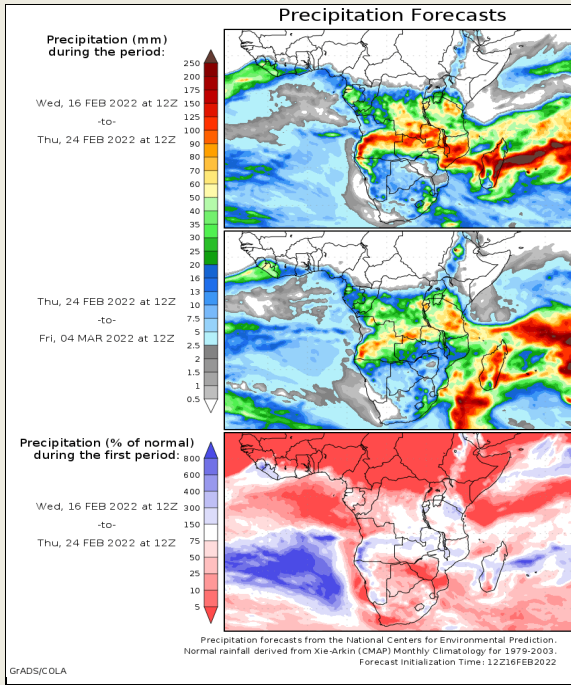 Precipitation Forecasts
Precipitation (mm)
during the period:
250
200
175
150
125
100
90
80
70
60
50
40
35
30
25
20
16
13
10
7.5
5
2.5
2
1.5
1
0.5
Wed, 16 FEB 2022 at 12Z
-to-
Thu, 24 FEB 2022 at 12Z
Thu, 24 FEB 2022 at 12Z
-to-
Fri, 04 MAR 2022 at 12Z
Precipitation (% of normal)
during the first period:
800
600
400
300
150
75
50
25
10
5
Wed, 16 FEB 2022 at 12Z
-to-
Thu, 24 FEB 2022 at 12Z
Precipitation forecasts from the National Centers for Environmental Prediction.
Normal rainfall derived from Xie-Arkin (CMAP) Monthly Climatology for 1979-2003.
Forecast Initialization Time: 12Z16FEB2022
GrADS/COLA